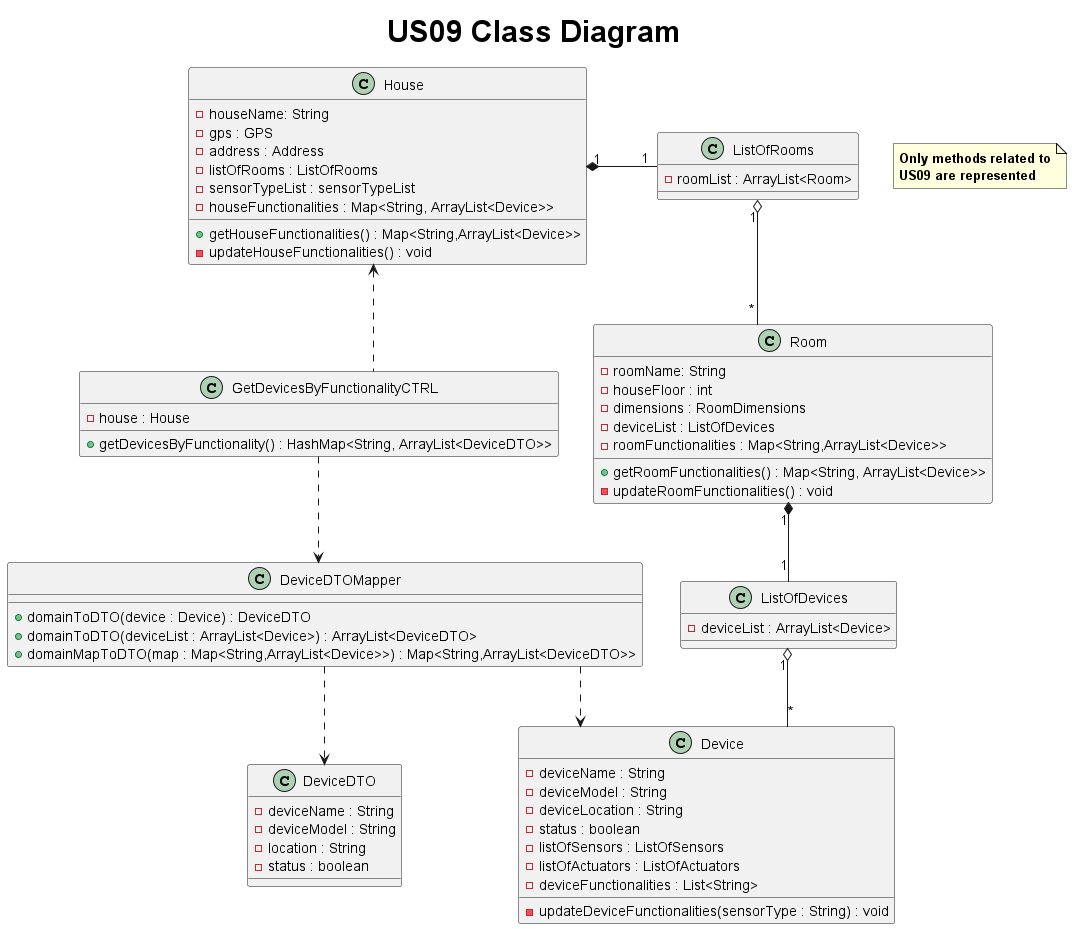 US09 Class Diagram
C House
houseName: String
gps : GPS
address : Address
listOfRooms : ListOfRooms
sensorTypeList : sensorTypeList
houseFunctionalities : Map<String, ArrayList<Device>>
getHouseFunctionalities() : Map<String,ArrayList<Device>>
updateHouseFunctionalities() : void
1
1
C ListOfRooms
roomList : ArrayList<Room>
Only methods related to
US09 are represented
1
*
C Room
roomName: String
houseFloor : int
dimensions : RoomDimensions
deviceList : ListOfDevices
roomFunctionalities : Map<String,ArrayList<Device>>
getRoomFunctionalities() : Map<String, ArrayList<Device>>
updateRoomFunctionalities() : void
C GetDevicesByFunctionalityCTRL
house : House
getDevicesByFunctionality() : HashMap<String, ArrayList<DeviceDTO>>
1
1
C DeviceDTOMapper
domainToDTO(device : Device) : DeviceDTO
domainToDTO(deviceList : ArrayList<Device>) : ArrayList<DeviceDTO>
domainMapToDTO(map : Map<String,ArrayList<Device>>) : Map<String,ArrayList<DeviceDTO>>
C ListOfDevices
deviceList : ArrayList<Device>
1
*
C DeviceDTO
deviceName : String
deviceModel : String
location : String
status : boolean
C Device
deviceName : String
deviceModel : String
deviceLocation : String
status : boolean
listOfSensors : ListOfSensors
listOfActuators : ListOfActuators
deviceFunctionalities : List<String>
updateDeviceFunctionalities(sensorType : String) : void